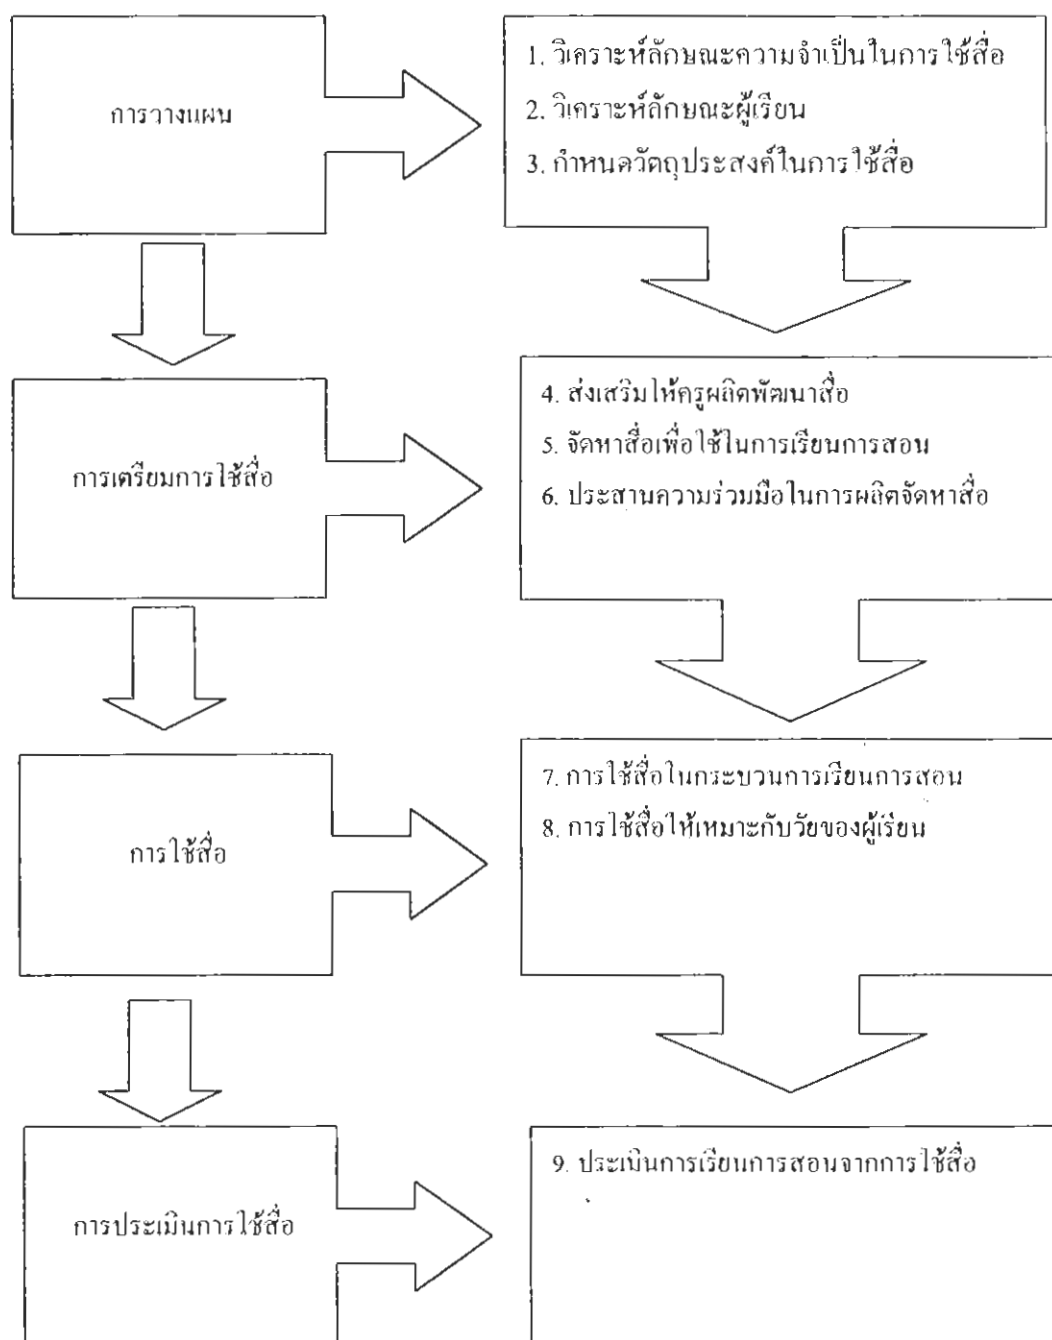 การวางแผน
1. วิเคราะห์ลักษณะความจำเป็นในการใช้สื่อ
2. วิเคราะห์ลักษณะผู้เรียน
3. กำหนดวัตถุประสงค์ในการใช้สื่อ
การเตรียมการใช้สื่อ
4. ส่งเสริมให้ครูผลิตพัฒนาสื่อ
5. จัดหาสื่อเพื่อใช้ในการเรียนการสอน
6. ประสานความร่วมมือในการผลิตจัดหาสื่อ
การใช้สื่อ
7. การใช้สื่อในกระบวนการเรียนการสอน
8. การใช้สื่อให้เหมาะกับวัยของผู้เรียน
การประเมินการใช้สื่อ
9. ประเมินการเรียนการสอนจากการใช้สื่อ